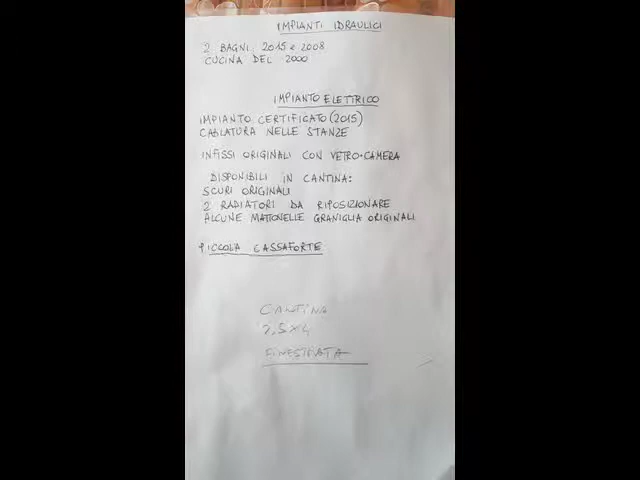 IMPIANTI IDRAULICI
2 BAGNI 2015 e 2008
CUCINA DEL 2000
IMPIANTO ELETTRICO
IMPIANTO CERTIFICATO (2015)
CABLATURA NELLE STANZE
INFISSI ORIGINALI CON VETRO-CAMERA
DISPONIBILI IN CANTINA:
SCURI ORIGINALI
2 RADIATORI DA RIPOSIZIONARE
ALCUNE MATTONELLE GRANIGLIA ORIGINALI
PICCOLA CASSAFORTE
CANTINA
2,5x4
FINESTRATA